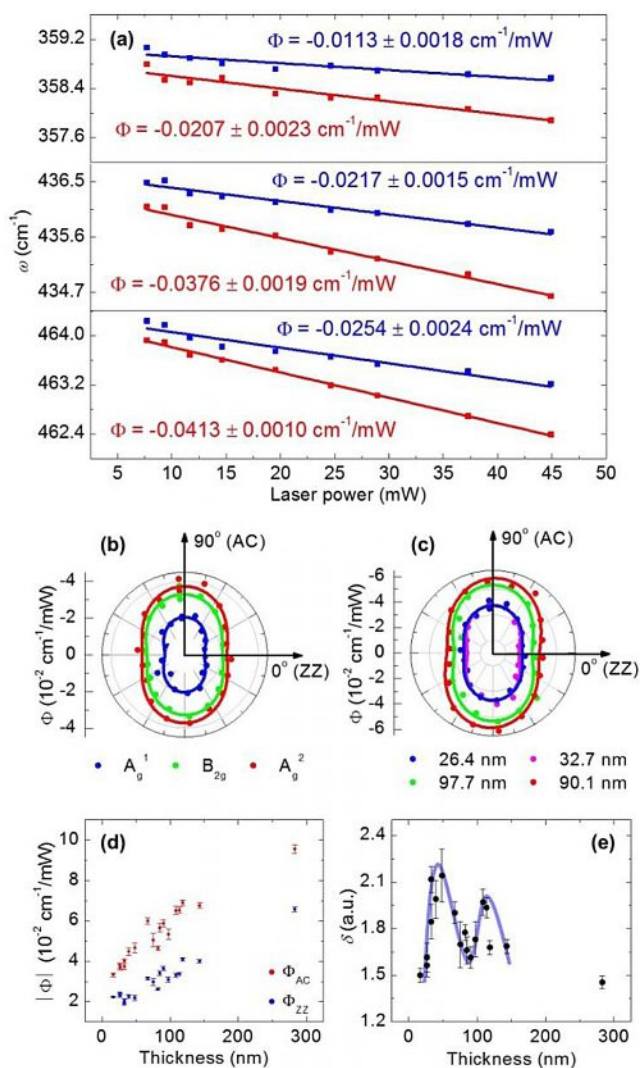 (a)
359.2
358.4
357.6
Φ = -0.0113 ± 0.0018 cm⁻¹/mW
Φ = -0.0207 ± 0.0023 cm⁻¹/mW
436.5
435.6
434.7
Φ = -0.0217 ± 0.0015 cm⁻¹/mW
Φ = -0.0376 ± 0.0019 cm⁻¹/mW
464.0
463.2
462.4
Φ = -0.0254 ± 0.0024 cm⁻¹/mW
Φ = -0.0413 ± 0.0010 cm⁻¹/mW
ω (cm⁻¹)
5 10 15 20 25 30 35 40 45 50
Laser power (mW)
(b)
90° (AC)
-4
-2
0
-2
-4
Φ (10⁻² cm⁻¹/mW)
0° (ZZ)
A_g¹ B_2g A_g²
(c)
90° (AC)
-6
-4
-2
0
-2
-4
-6
Φ (10⁻² cm⁻¹/mW)
0° (ZZ)
26.4 nm 32.7 nm
97.7 nm 90.1 nm
(d)
10
8
6
4
2
|Φ| (10⁻² cm⁻¹/mW)
Φ_AC
Φ_ZZ
0 100 200 300
Thickness (nm)
(e)
2.4
2.1
1.8
1.5
1.2
δ (a.u.)
0 100 200 300
Thickness (nm)